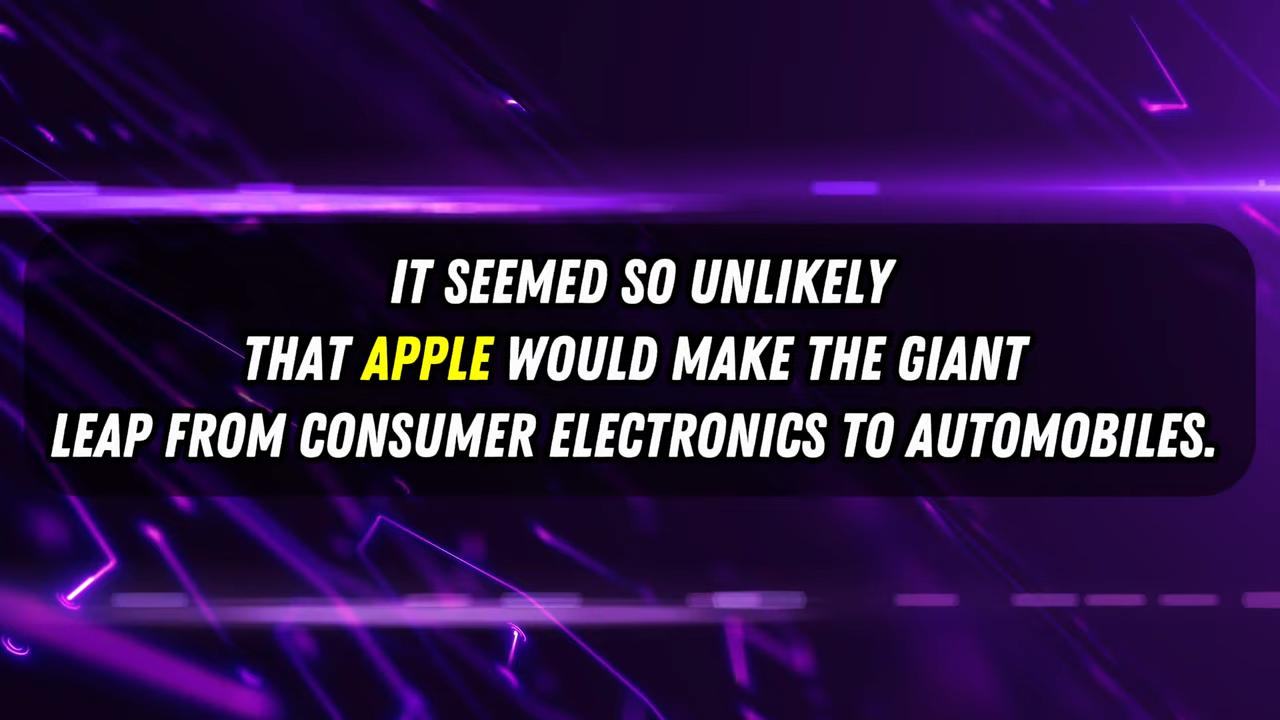 IT SEEMED SO UNLIKELY
THAT APPLE WOULD MAKE THE GIANT
LEAP FROM CONSUMER ELECTRONICS TO AUTOMOBILES.